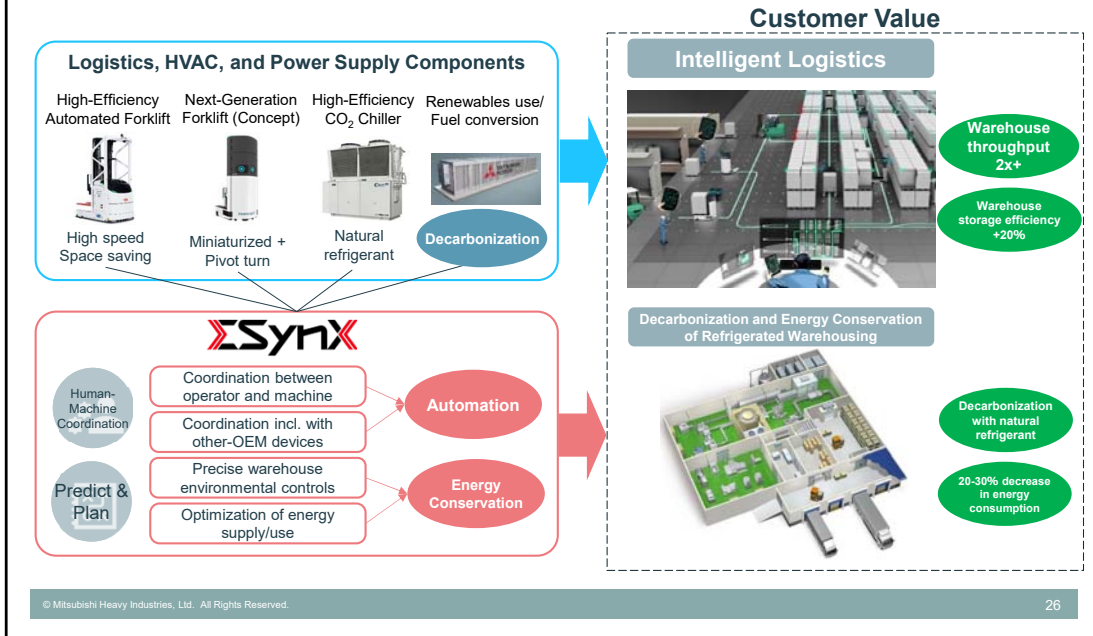 Customer Value
Logistics, HVAC, and Power Supply Components
High-Efficiency
Automated Forklift
Next-Generation
Forklift (Concept)
High-Efficiency
CO2 Chiller
Renewables use/
Fuel conversion
High speed
Space saving
Miniaturized +
Pivot turn
Natural
refrigerant
Decarbonization
ΣSynX
Human-
Machine
Coordination
Coordination between
operator and machine
Coordination incl. with
other-OEM devices
Automation
Predict &
Plan
Precise warehouse
environmental controls
Optimization of energy
supply/use
Energy
Conservation
Intelligent Logistics
Warehouse
throughput
2x+
Warehouse
storage efficiency
+20%
Decarbonization and Energy Conservation
of Refrigerated Warehousing
Decarbonization
with natural
refrigerant
20-30% decrease
in energy
consumption
© Mitsubishi Heavy Industries, Ltd. All Rights Reserved.
26